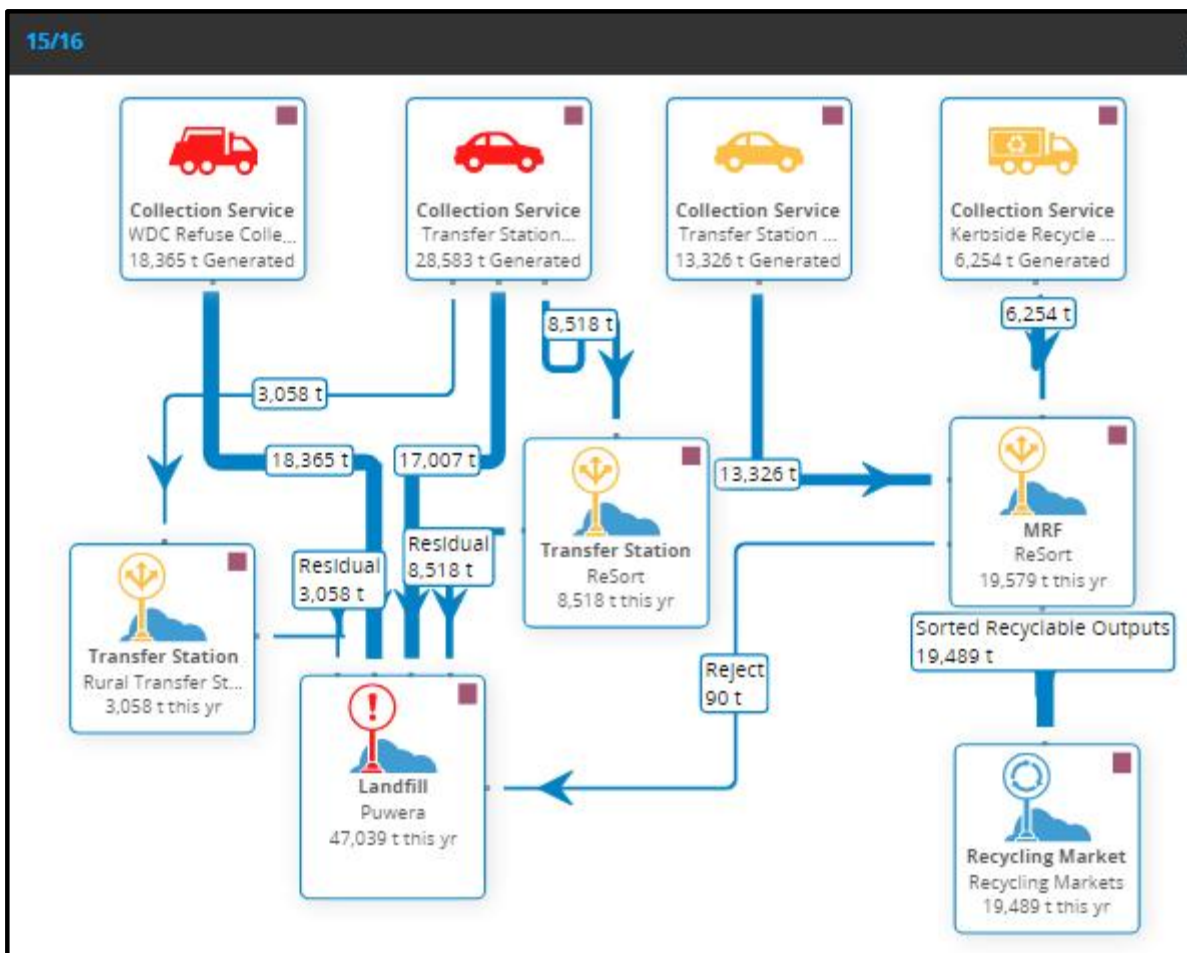 15/16
Collection Service
WDC Refuse Colle...
18,365 t Generated
Collection Service
Transfer Station...
28,583 t Generated
Collection Service
Transfer Station ...
13,326 t Generated
Collection Service
Kerbside Recycle ...
6,254 t Generated
8,518 t
6,254 t
3,058 t
18,365 t
17,007 t
13,326 t
Residual
3,058 t
Residual
8,518 t
Transfer Station
ReSort
8,518 t this yr
MRF
ReSort
19,579 t this yr
Sorted Recyclable Outputs
19,489 t
Transfer Station
Rural Transfer St...
3,058 t this yr
Reject
90 t
Landfill
Puwera
47,039 t this yr
Recycling Market
Recycling Markets
19,489 t this yr